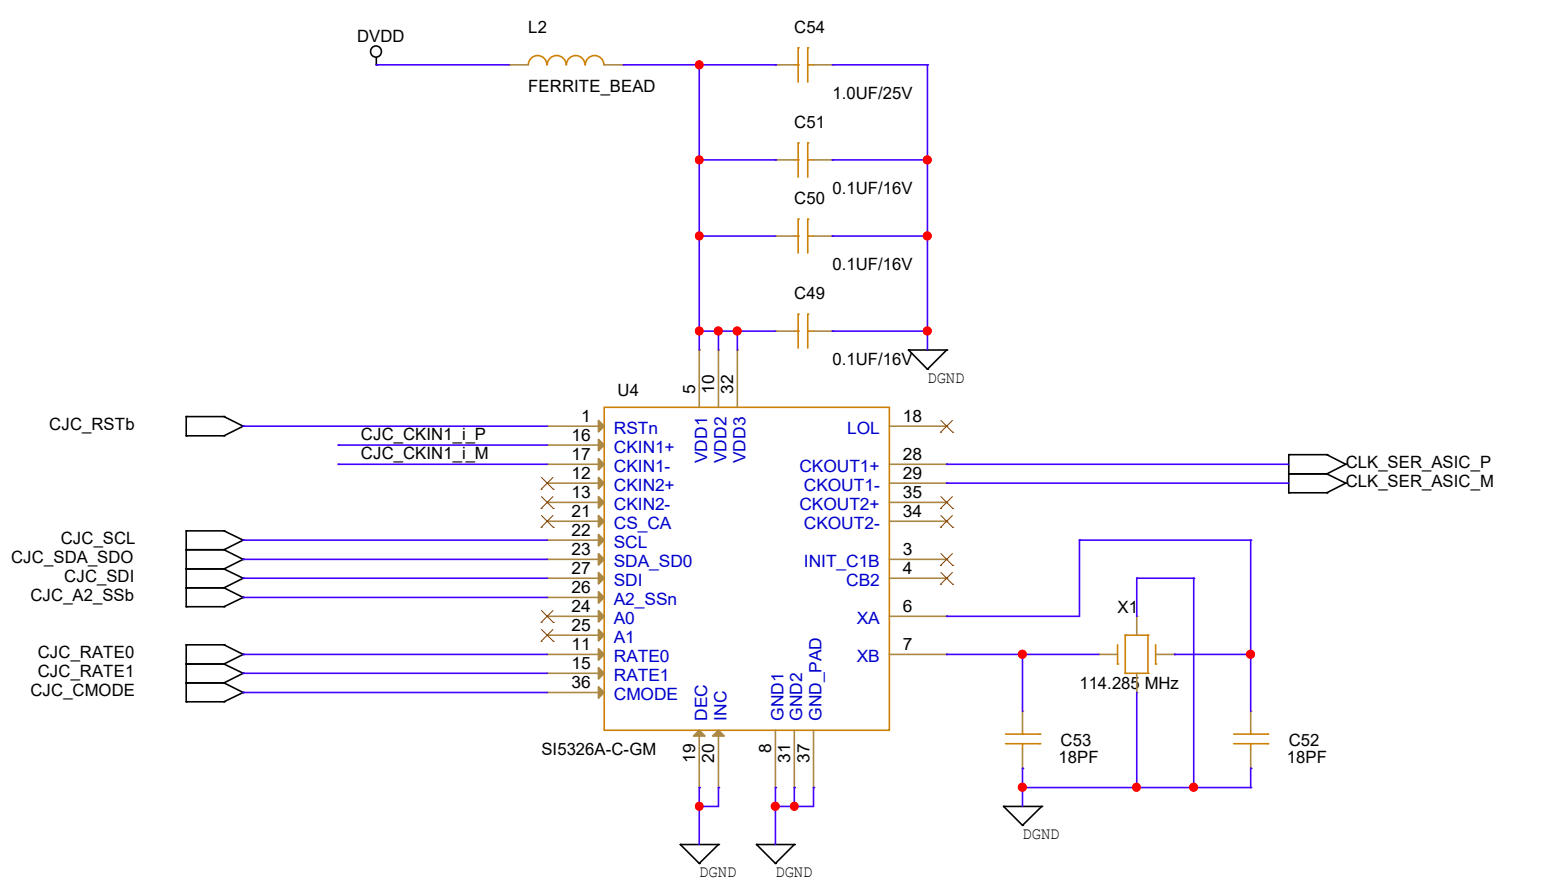 DVDD
L2
FERRITE_BEAD
C54
1.0UF/25V
C51
0.1UF/16V
C50
0.1UF/16V
C49
0.1UF/16V
DGND
U4
5
10
32
VDD1
VDD2
VDD3
CJC_RSTb
1
RSTn
CJC_CKIN1_i_P
16
CKIN1+
CJC_CKIN1_i_M
17
CKIN1-
12
CKIN2+
13
CKIN2-
21
CS_CA
CJC_SCL
22
SCL
CJC_SDA_SDO
23
SDA_SD0
CJC_SDI
27
SDI
CJC_A2_SSb
26
A2_SSn
24
A0
25
A1
CJC_RATE0
11
RATE0
CJC_RATE1
15
RATE1
CJC_CMODE
36
CMODE
LOL
18
CKOUT1+
28
CLK_SER_ASIC_P
CKOUT1-
29
CLK_SER_ASIC_M
CKOUT2+
35
CKOUT2-
34
INIT_C1B
3
CB2
4
XA
6
XB
7
X1
114.285 MHz
C53
18PF
C52
18PF
DGND
DEC
INC
GND1
GND2
GND_PAD
SI5326A-C-GM
19
20
8
31
37
DGND
DGND